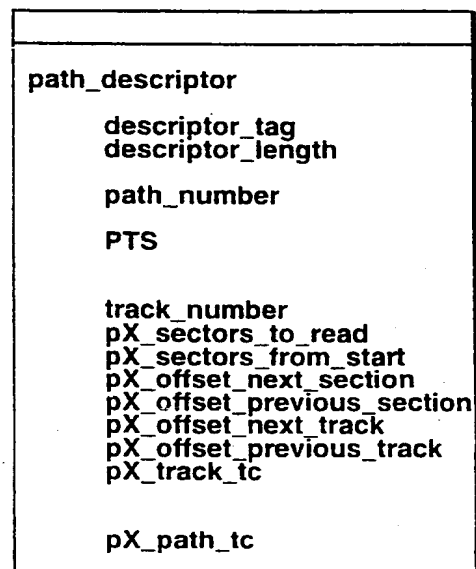 path_descriptor
descriptor_tag
descriptor_length
path_number
PTS
track_number
pX_sectors_to_read
pX_sectors_from_start
pX_offset_next_section
pX_offset_previous_section
pX_offset_next_track
pX_offset_previous_track
pX_track_tc
pX_path_tc